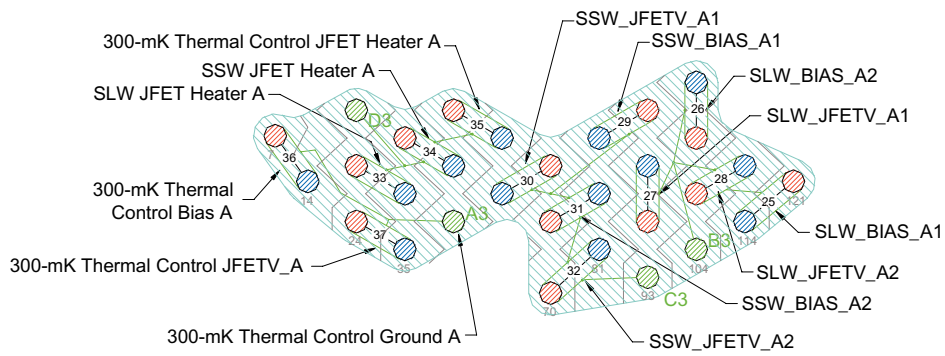 SSW_JFETV_A1
300-mK Thermal Control JFET Heater A
SSW_BIAS_A1
SSW JFET Heater A
SLW_BIAS_A2
SLW JFET Heater A
SLW_JFETV_A1
26
D3
35
29
7
36
34
33
30
28
14
27
25
121
300-mK Thermal
Control Bias A
31
24
A3
37
114
SLW_BIAS_A1
35
81
B3
104
300-mK Thermal Control JFETV_A
32
SLW_JFETV_A2
93
70
C3
SSW_BIAS_A2
300-mK Thermal Control Ground A
SSW_JFETV_A2